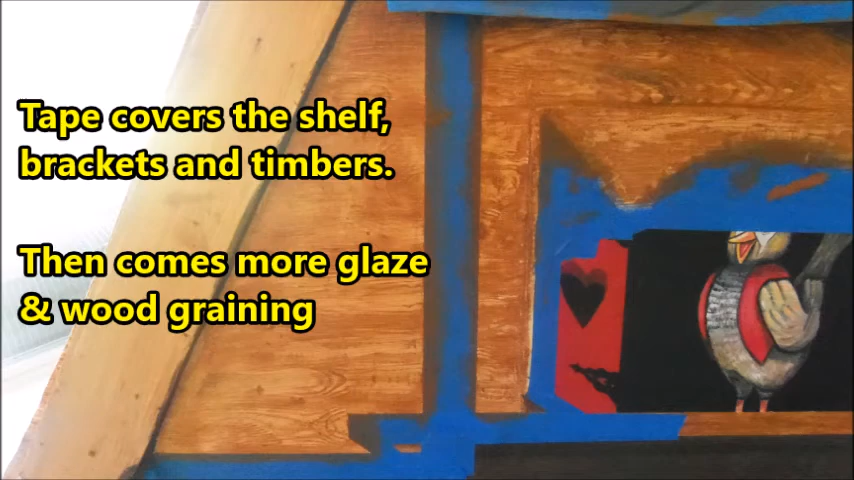 Tape covers the shelf,
brackets and timbers.
Then comes more glaze
& wood graining